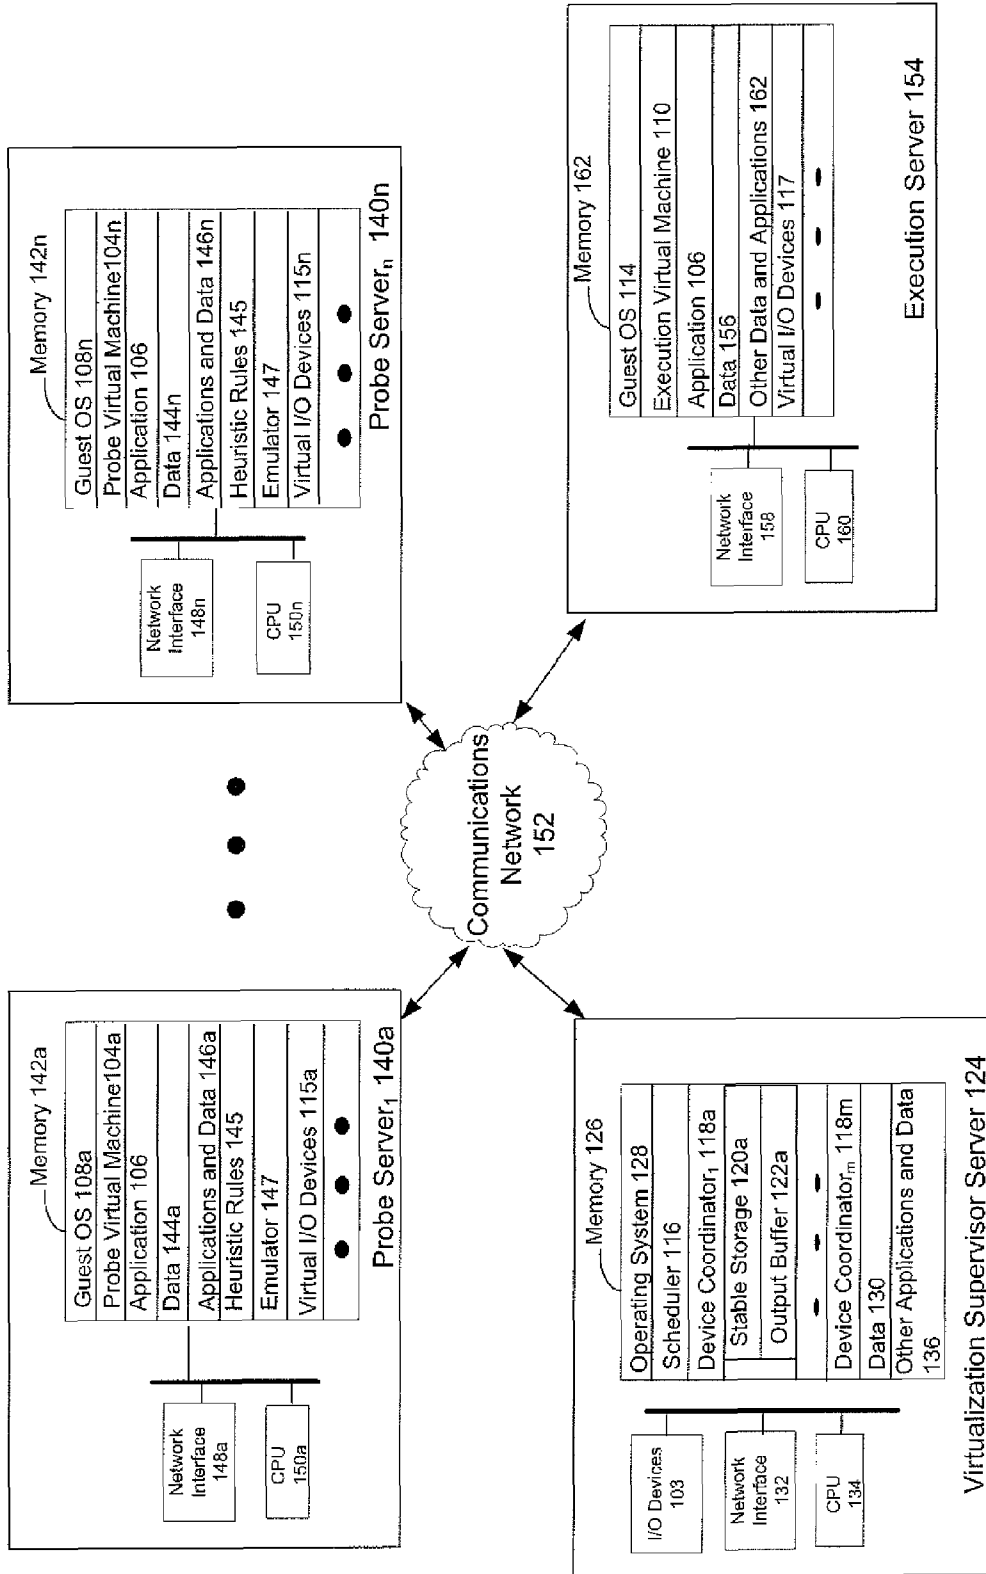 Memory 142a
Guest OS 108a
Probe Virtual Machine104a
Application 106
Data 144a
Applications and Data 146a
Heuristic Rules 145
Emulator 147
Virtual I/O Devices 115a
Network
Interface
148a
CPU
150a
Probe Server1 140a
Memory 142n
Guest OS 108n
Probe Virtual Machine104n
Application 106
Data 144n
Applications and Data 146n
Heuristic Rules 145
Emulator 147
Virtual I/O Devices 115n
Network
Interface
148n
CPU
150n
Probe Servern 140n
Communications
Network
152
Memory 126
Operating System 128
Scheduler 116
Device Coordinator1 118a
Stable Storage 120a
Output Buffer 122a
Device Coordinatorm 118m
Data 130
Other Applications and Data
136
I/O Devices
103
Network
Interface
132
CPU
134
Virtualization Supervisor Server 124
Memory 162
Guest OS 114
Execution Virtual Machine 110
Application 106
Data 156
Other Data and Applications 162
Virtual I/O Devices 117
Network
Interface
158
CPU
160
Execution Server 154